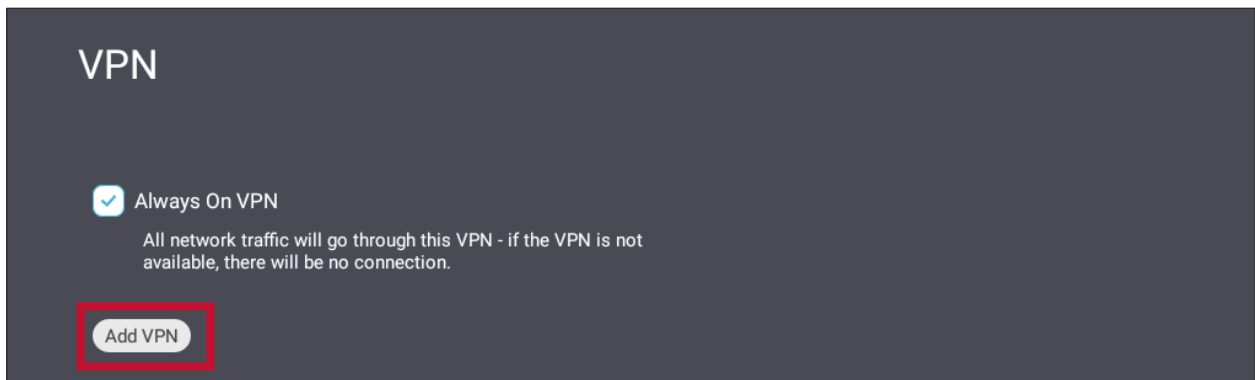 VPN
Always On VPN
All network traffic will go through this VPN - if the VPN is not
available, there will be no connection.
Add VPN